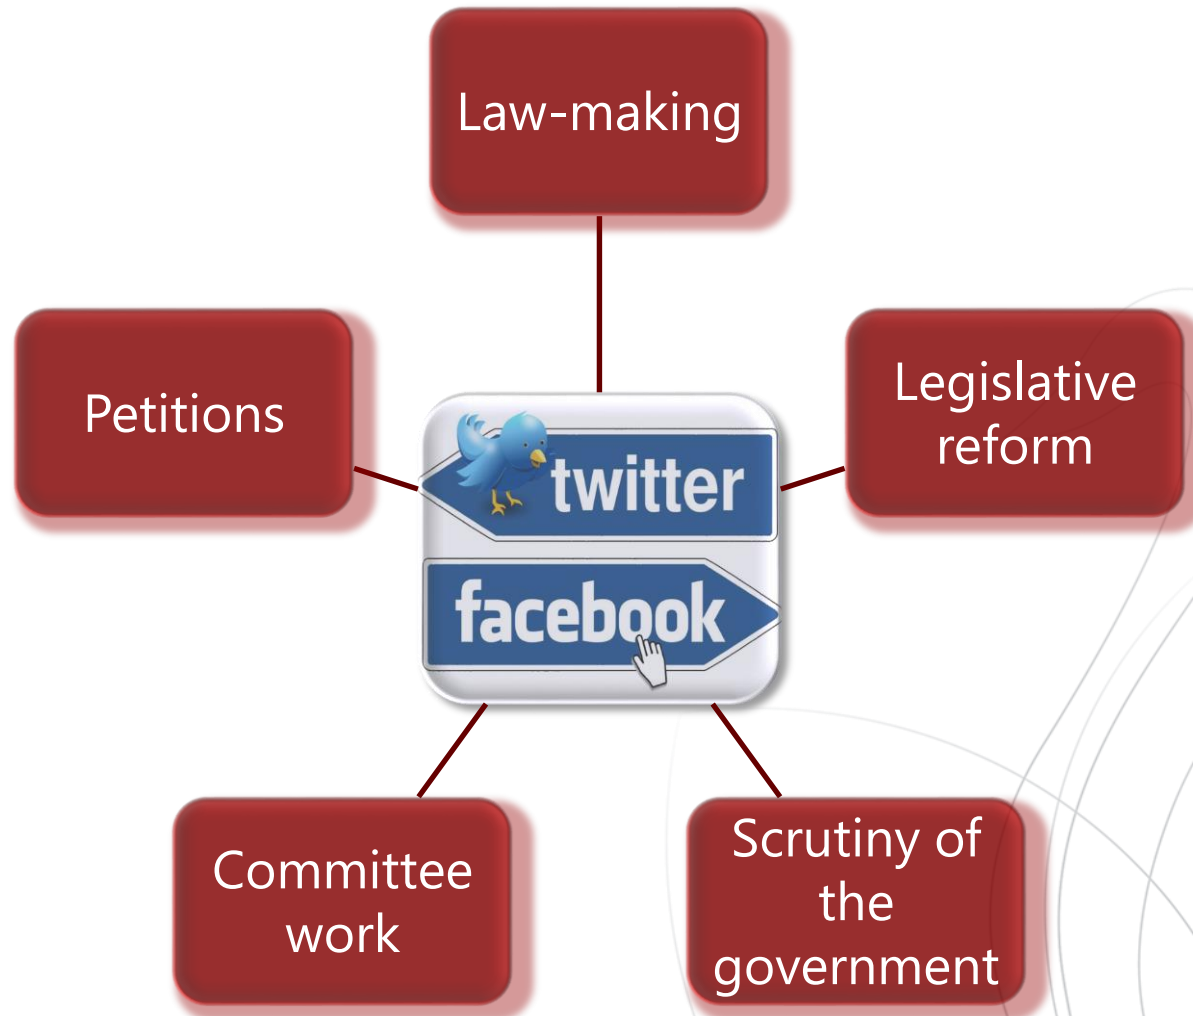 Law-making
Petitions
Legislative
reform
twitter
facebook
Committee
work
Scrutiny of
the
government